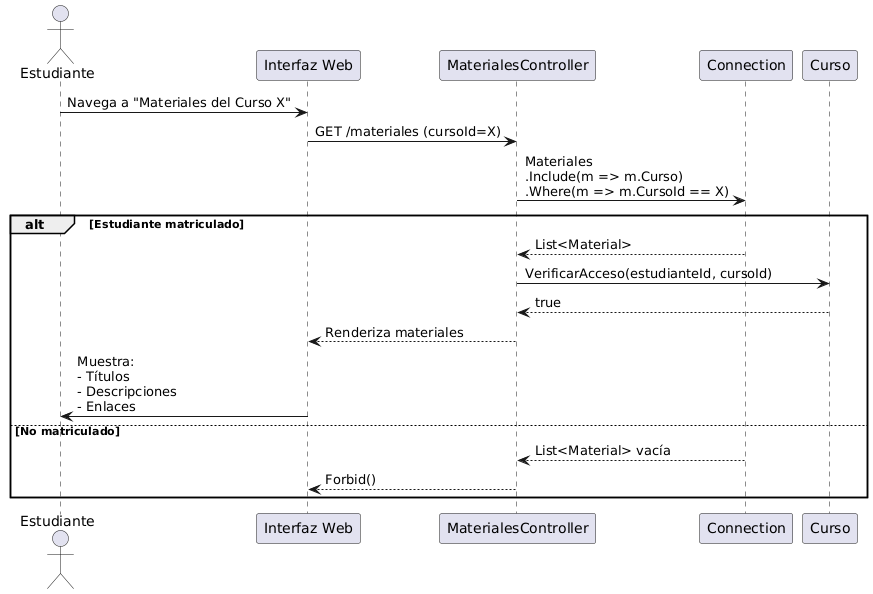 Estudiante
Interfaz Web
MaterialesController
Connection
Curso
Navega a "Materiales del Curso X"
GET /materiales (cursoId=X)
Materiales
.Include(m => m.Curso)
.Where(m => m.CursoId == X)
alt
[Estudiante matriculado]
List<Material>
VerificarAcceso(estudianteId, cursoId)
true
Renderiza materiales
Muestra:
- Títulos
- Descripciones
- Enlaces
[No matriculado]
List<Material> vacía
Forbid()
Estudiante
Interfaz Web
MaterialesController
Connection
Curso